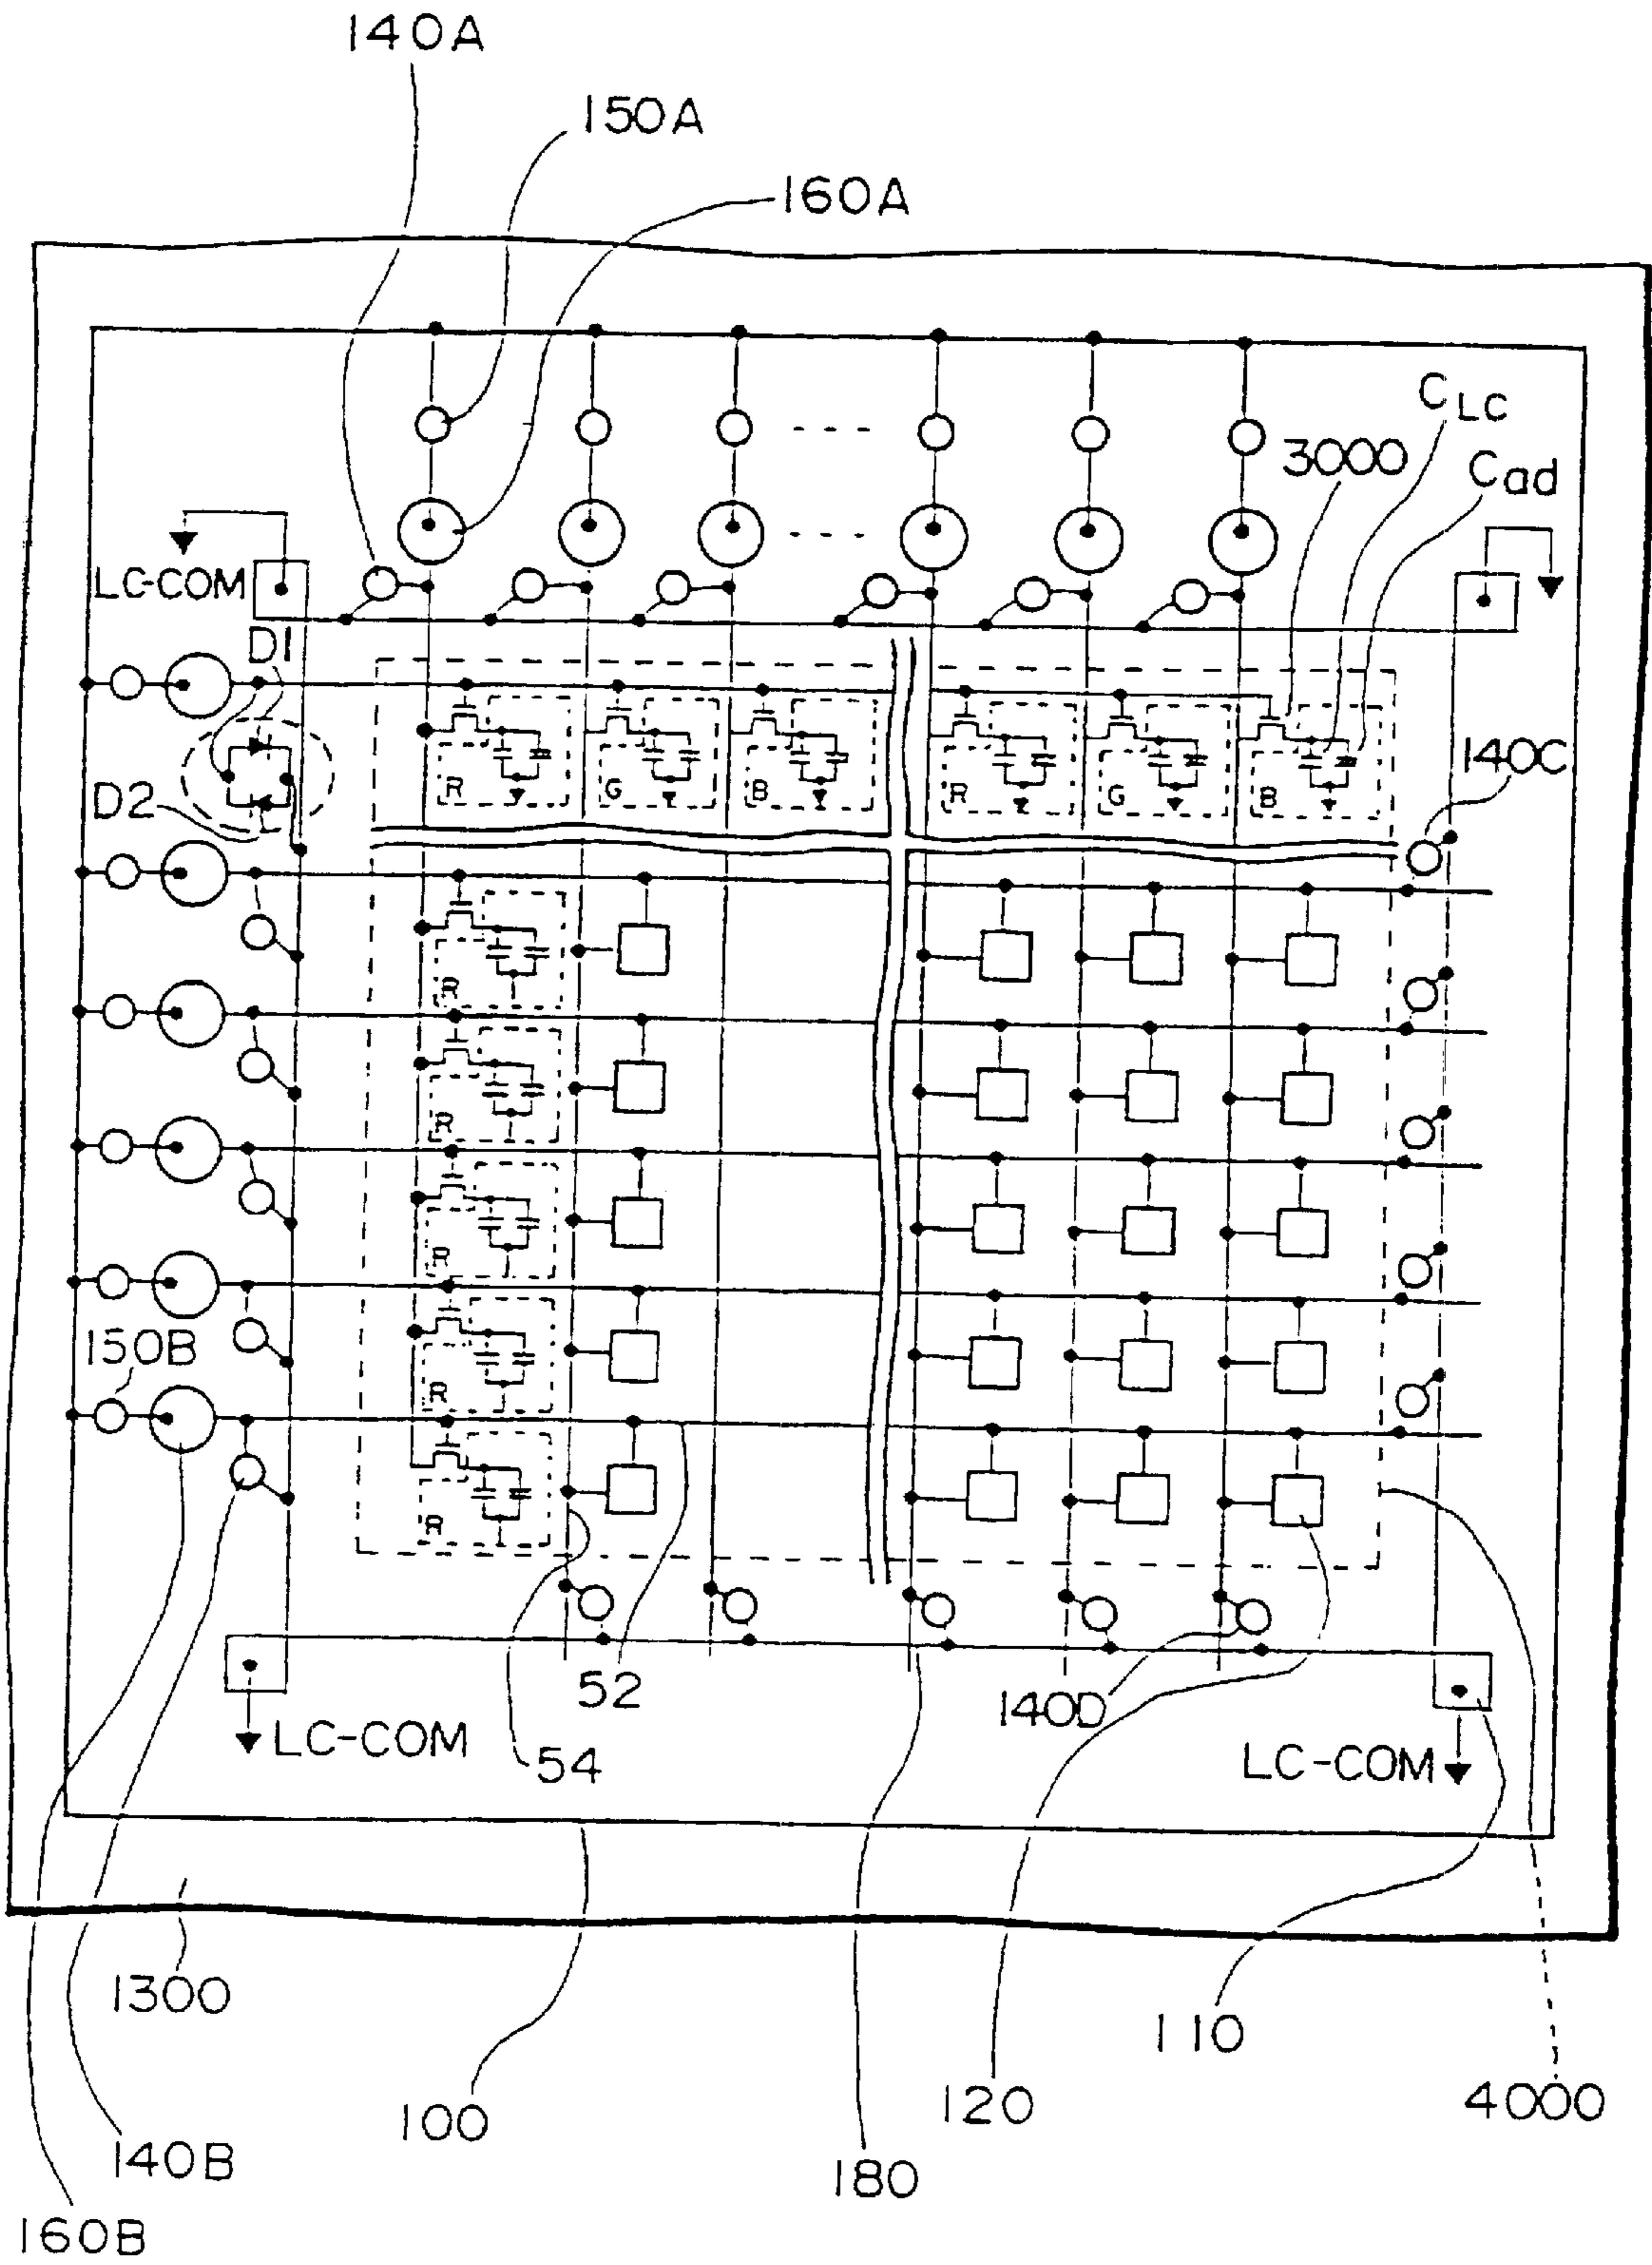 140A
150A
160A
CLC
3000
Cad
LC-COM
D1
R G B R G B
140C
D2
R
R
R
150B
R
R
52
140D
LC-COM
54
LC-COM
1300
110
100
120
4000
140B
180
160B